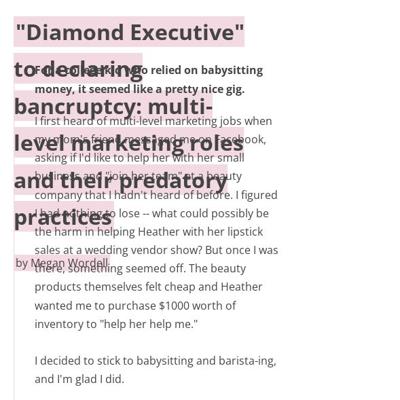 "Diamond Executive"
to declaring
bancruptcy: multi-
level marketing roles
and their predatory
practices
by Megan Wordell
For a college kid who relied on babysitting
money, it seemed like a pretty nice gig.
I first heard of multi-level marketing jobs when
my mom's friend messaged me on Facebook,
asking if I'd like to help her with her small
business and "join her team" at a beauty
company that I hadn't heard of before. I figured
I had nothing to lose -- what could possibly be
the harm in helping Heather with her lipstick
sales at a wedding vendor show? But once I was
there, something seemed off. The beauty
products themselves felt cheap and Heather
wanted me to purchase $1000 worth of
inventory to "help her help me."
I decided to stick to babysitting and barista-ing,
and I'm glad I did.